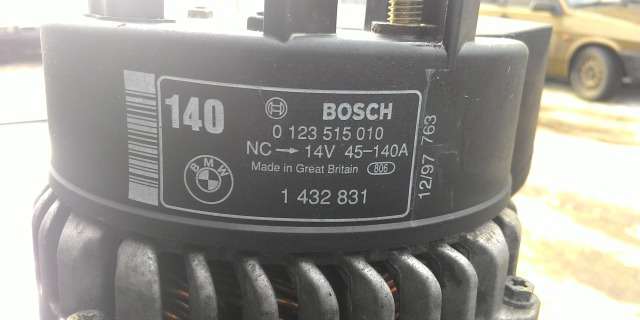 140
BOSCH
0 123 515 010
NC → 14V 45-140A
Made in Great Britain 806
BMW
1 432 831
12/97 763